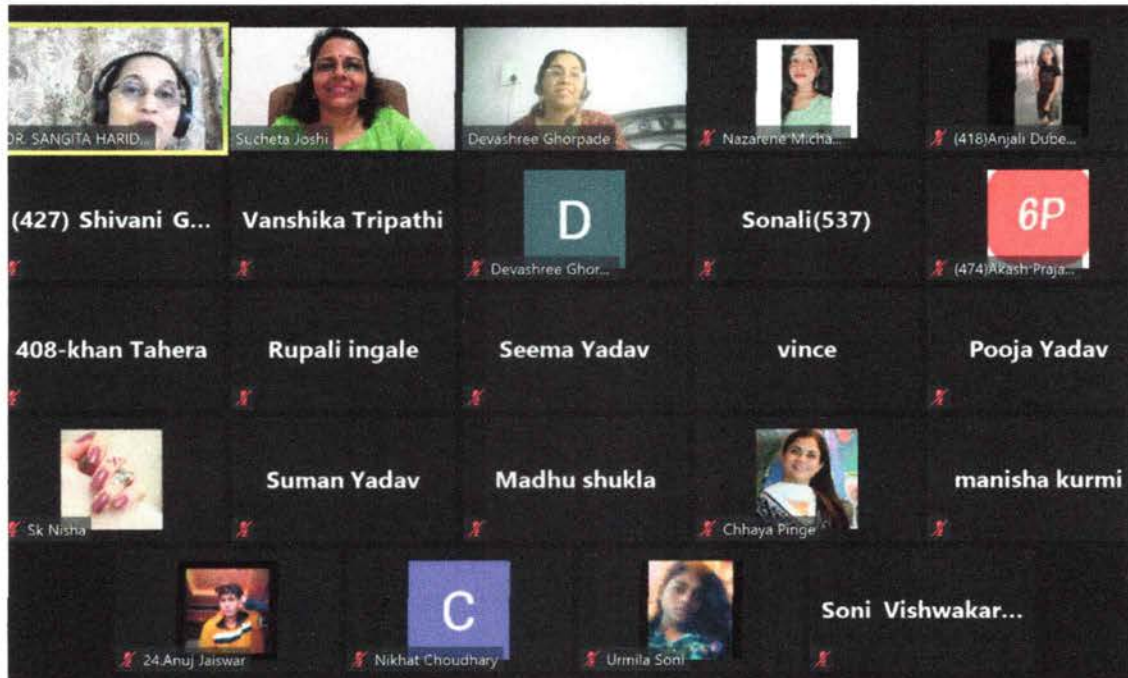 DR. SANGITA HARID...
Sucheta Joshi
Devashree Ghorpade
Nazarene Micha...
(418)Anjali Dube...
(427) Shivani G...
Vanshika Tripathi
D
Devashree Ghor...
Sonali(537)
6P
(474)Akash Praja...
408-khan Tahera
Rupali ingale
Seema Yadav
vince
Pooja Yadav
Sk Nisha
Suman Yadav
Madhu shukla
Chhaya Pinge
manisha kurmi
24.Anuj Jaiswar
C
Nikhat Choudhary
Urmila Soni
Soni Vishwakar...